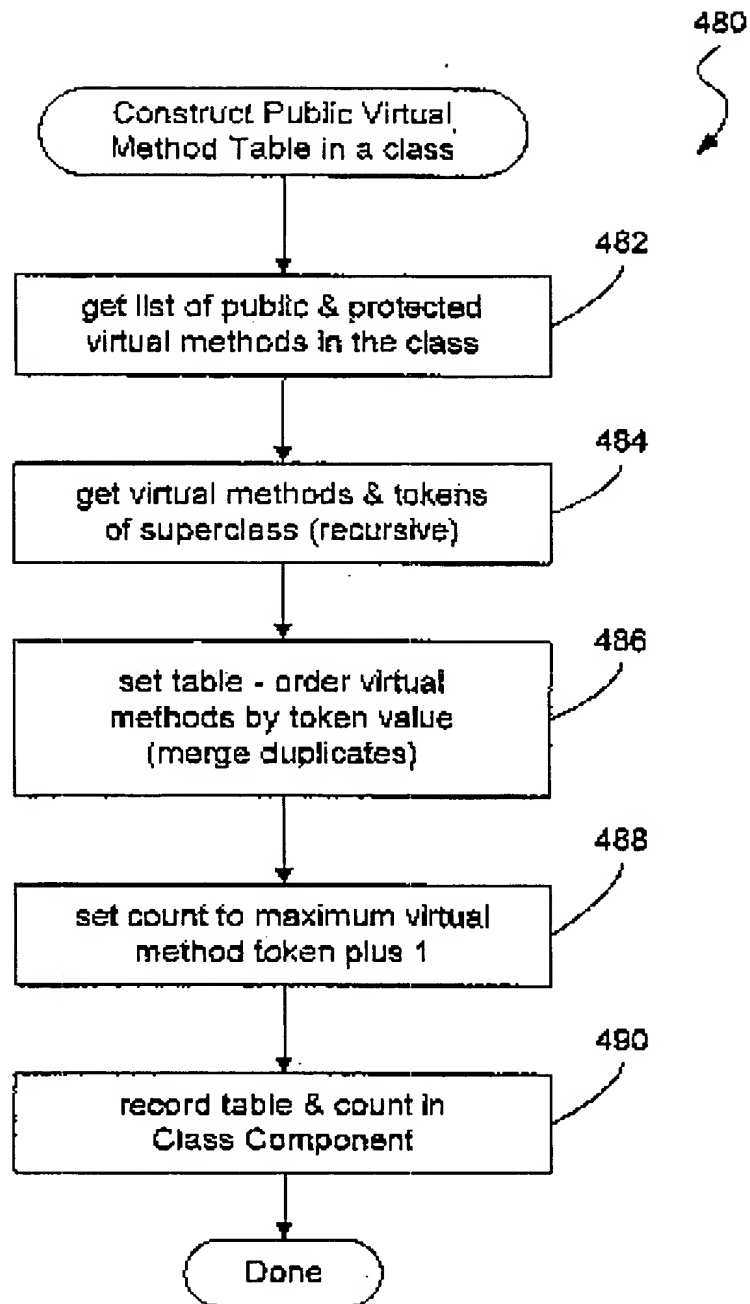 480
Construct Public Virtual
Method Table in a class
482
get list of public & protected
virtual methods in the class
484
get virtual methods & tokens
of superclass (recursive)
486
set table - order virtual
methods by token value
(merge duplicates)
488
set count to maximum virtual
method token plus 1
490
record table & count in
Class Component
Done